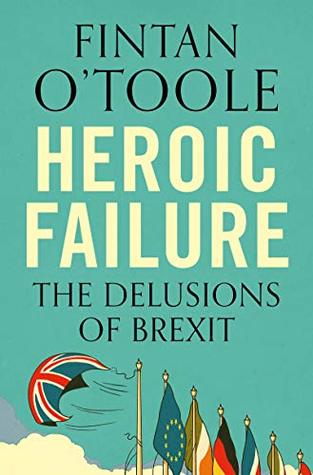 FINTAN
O'TOOLE
HEROIC
FAILURE
THE DELUSIONS
OF BREXIT